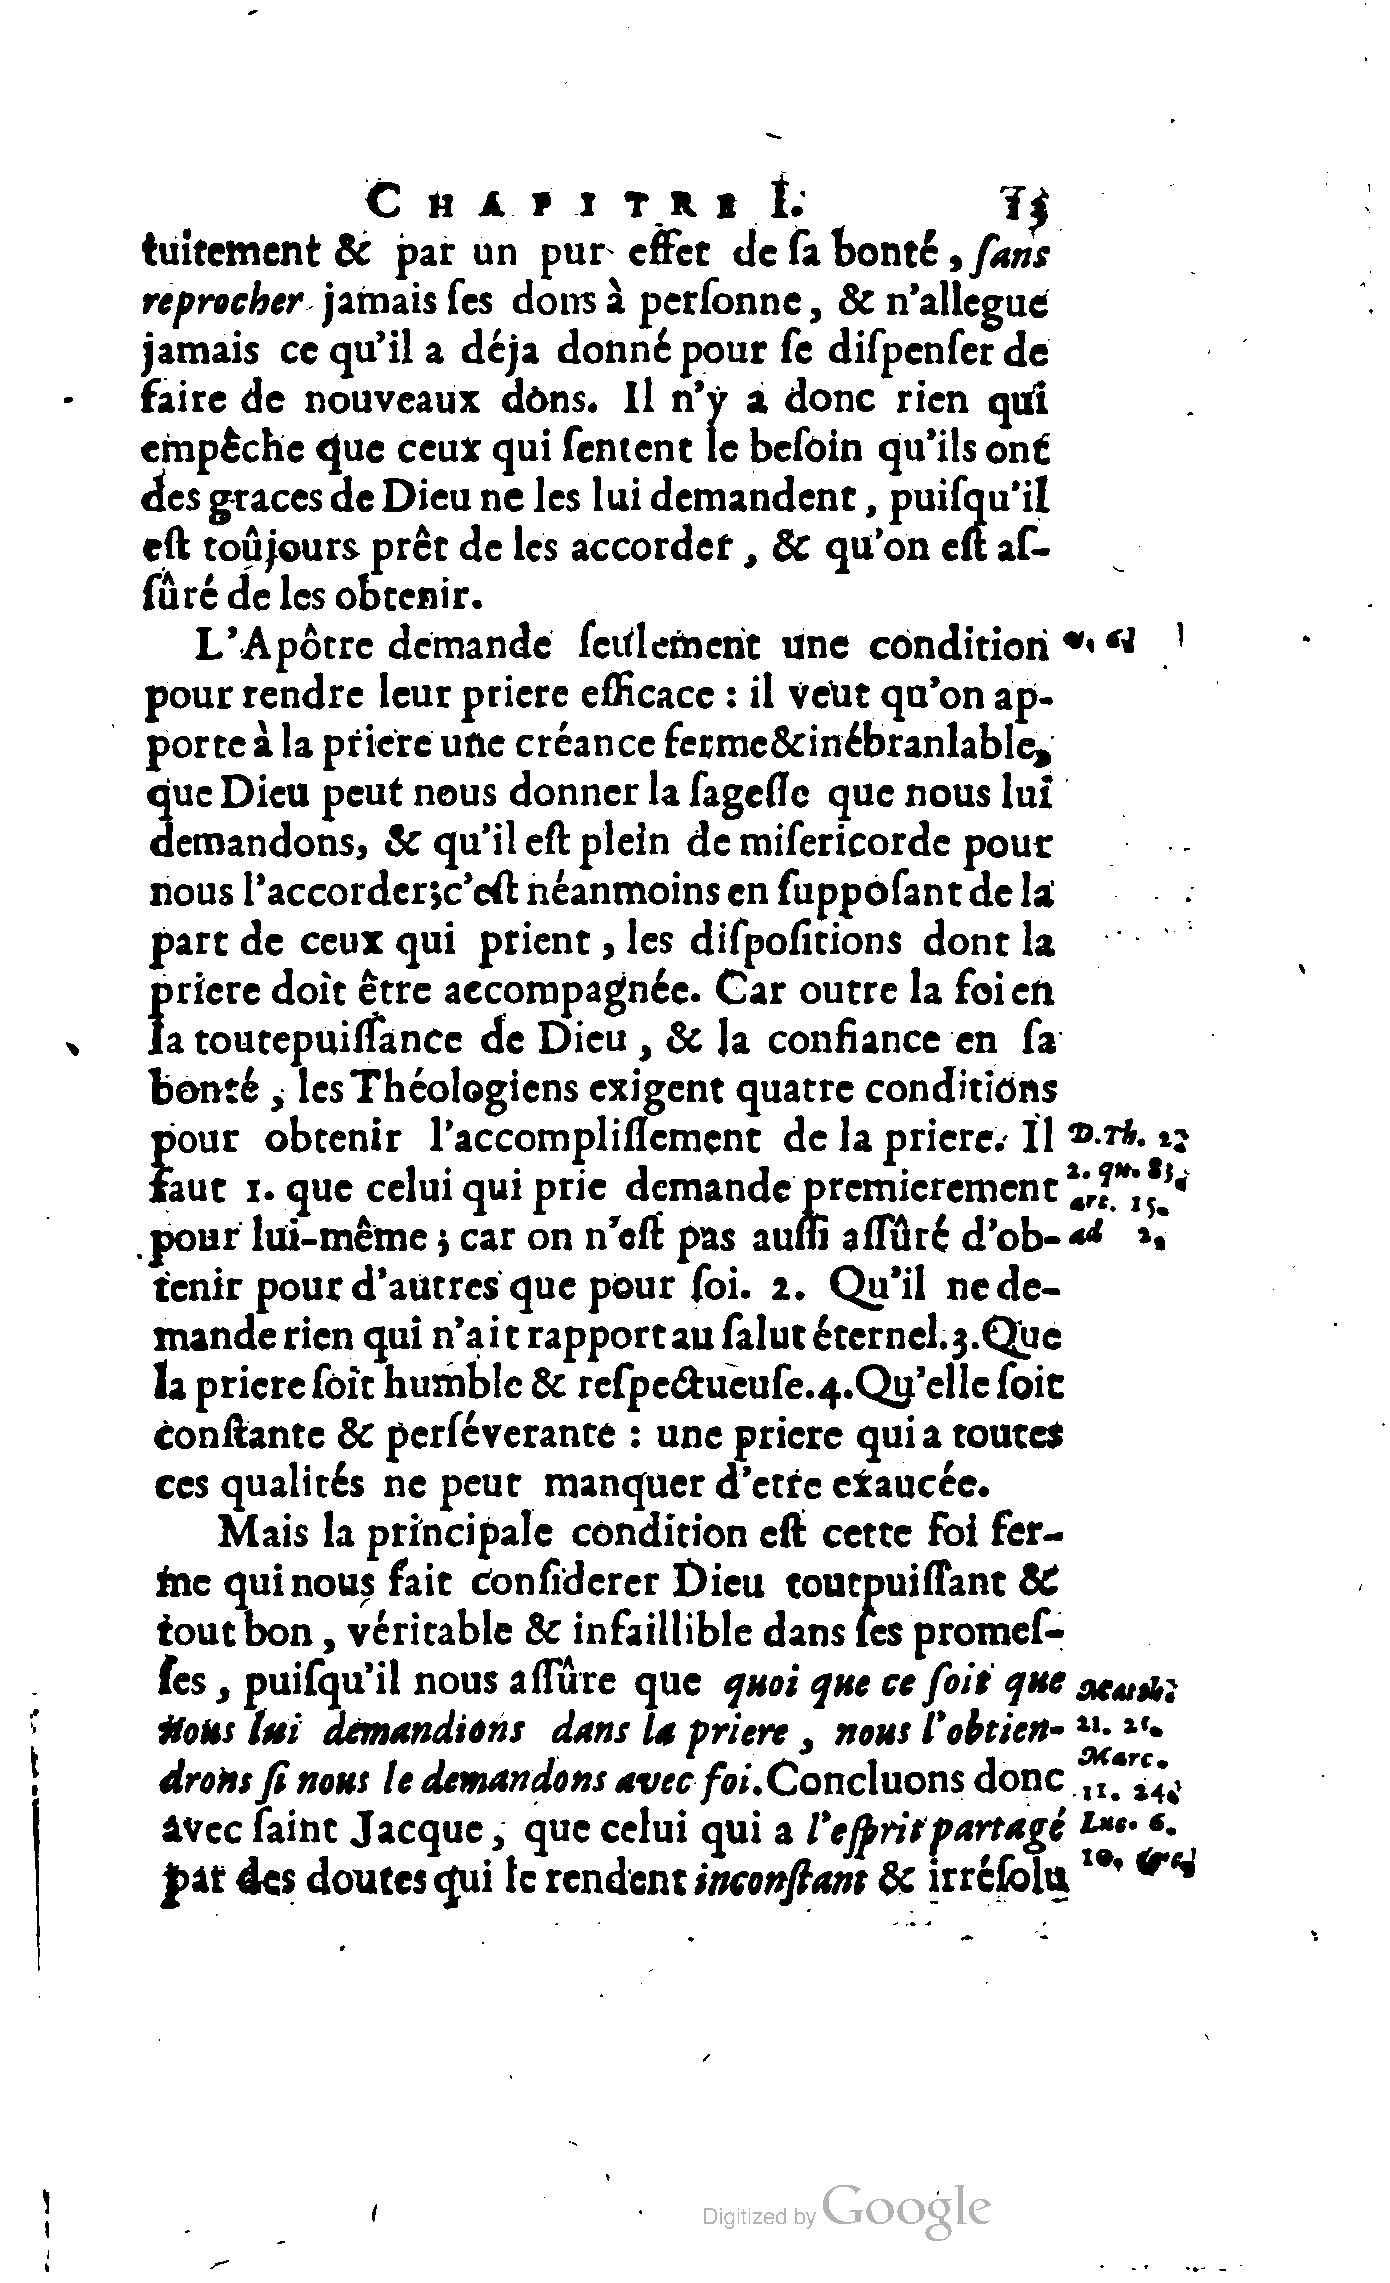 CHAPITRE I.
tuitement & par un pur effet de ſa bonté, ſans
reprocher jamais ſes dons à perſonne, & n'allegue
jamais ce qu'il a déja donné pour ſe diſpenſer de
faire de nouveaux dons. Il n'y a donc rien qui
empêche que ceux qui ſentent le beſoin qu'ils ont
des graces de Dieu ne les lui demandent, puiſqu'il
eſt toûjours prêt de les accorder, & qu'on eſt aſ-
ſûré de les obtenir.
L'Apôtre demande ſeulement une condition
pour rendre leur priere efficace : il veut qu'on ap-
porte à la priere une créance ferme & inébranlable,
que Dieu peut nous donner la ſageſſe que nous lui
demandons, & qu'il eſt plein de miſericorde pour
nous l'accorder; c'eſt néanmoins en ſuppoſant de la
part de ceux qui prient, les diſpoſitions dont la
priere doit être accompagnée. Car outre la foi en
la toutepuiſſance de Dieu, & la confiance en ſa
bonté, les Théologiens exigent quatre conditions
pour obtenir l'accompliſſement de la priere. Il
D.Th. 2.
faut 1. que celui qui prie demande premierement
2. qu. 83.
art. 15.
pour lui-même; car on n'eſt pas auſſi aſſûré d'ob-
ad 2.
tenir pour d'autres que pour ſoi. 2. Qu'il ne de-
mande rien qui n'ait rapport au ſalut éternel. 3. Que
la priere ſoit humble & reſpectueuſe. 4. Qu'elle ſoit
conſtante & perſéverante : une priere qui a toutes
ces qualités ne peut manquer d'etre exaucée.
Mais la principale condition eſt cette foi fer-
me qui nous fait conſiderer Dieu toutpuiſſant &
tout bon, véritable & infaillible dans ſes promeſ-
ſes, puiſqu'il nous aſſûre que quoi que ce ſoit que
Matth.
nous lui demandions dans la priere, nous l'obtien-
21. 21.
Marc.
drons ſi nous le demandons avec foi. Concluons donc
11. 24.
avec ſaint Jacque, que celui qui a l'eſprit partagé
Luc. 6.
par des doutes qui le rendent inconſtant & irréſolu
10.
Digitized by Google